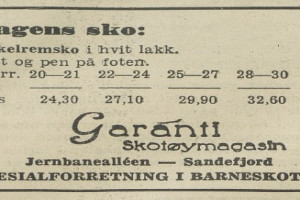 agens sko:
kelremsko i hvit lakk.
t og pen på foten.
rr. 20—21 22—24 25—27 28—30
s 24,30 27,10 29,90 32,60
Garanti
Skotøymagasin
Jernbanealléen — Sandefjord
ESIALFORRETNING I BARNESKOT